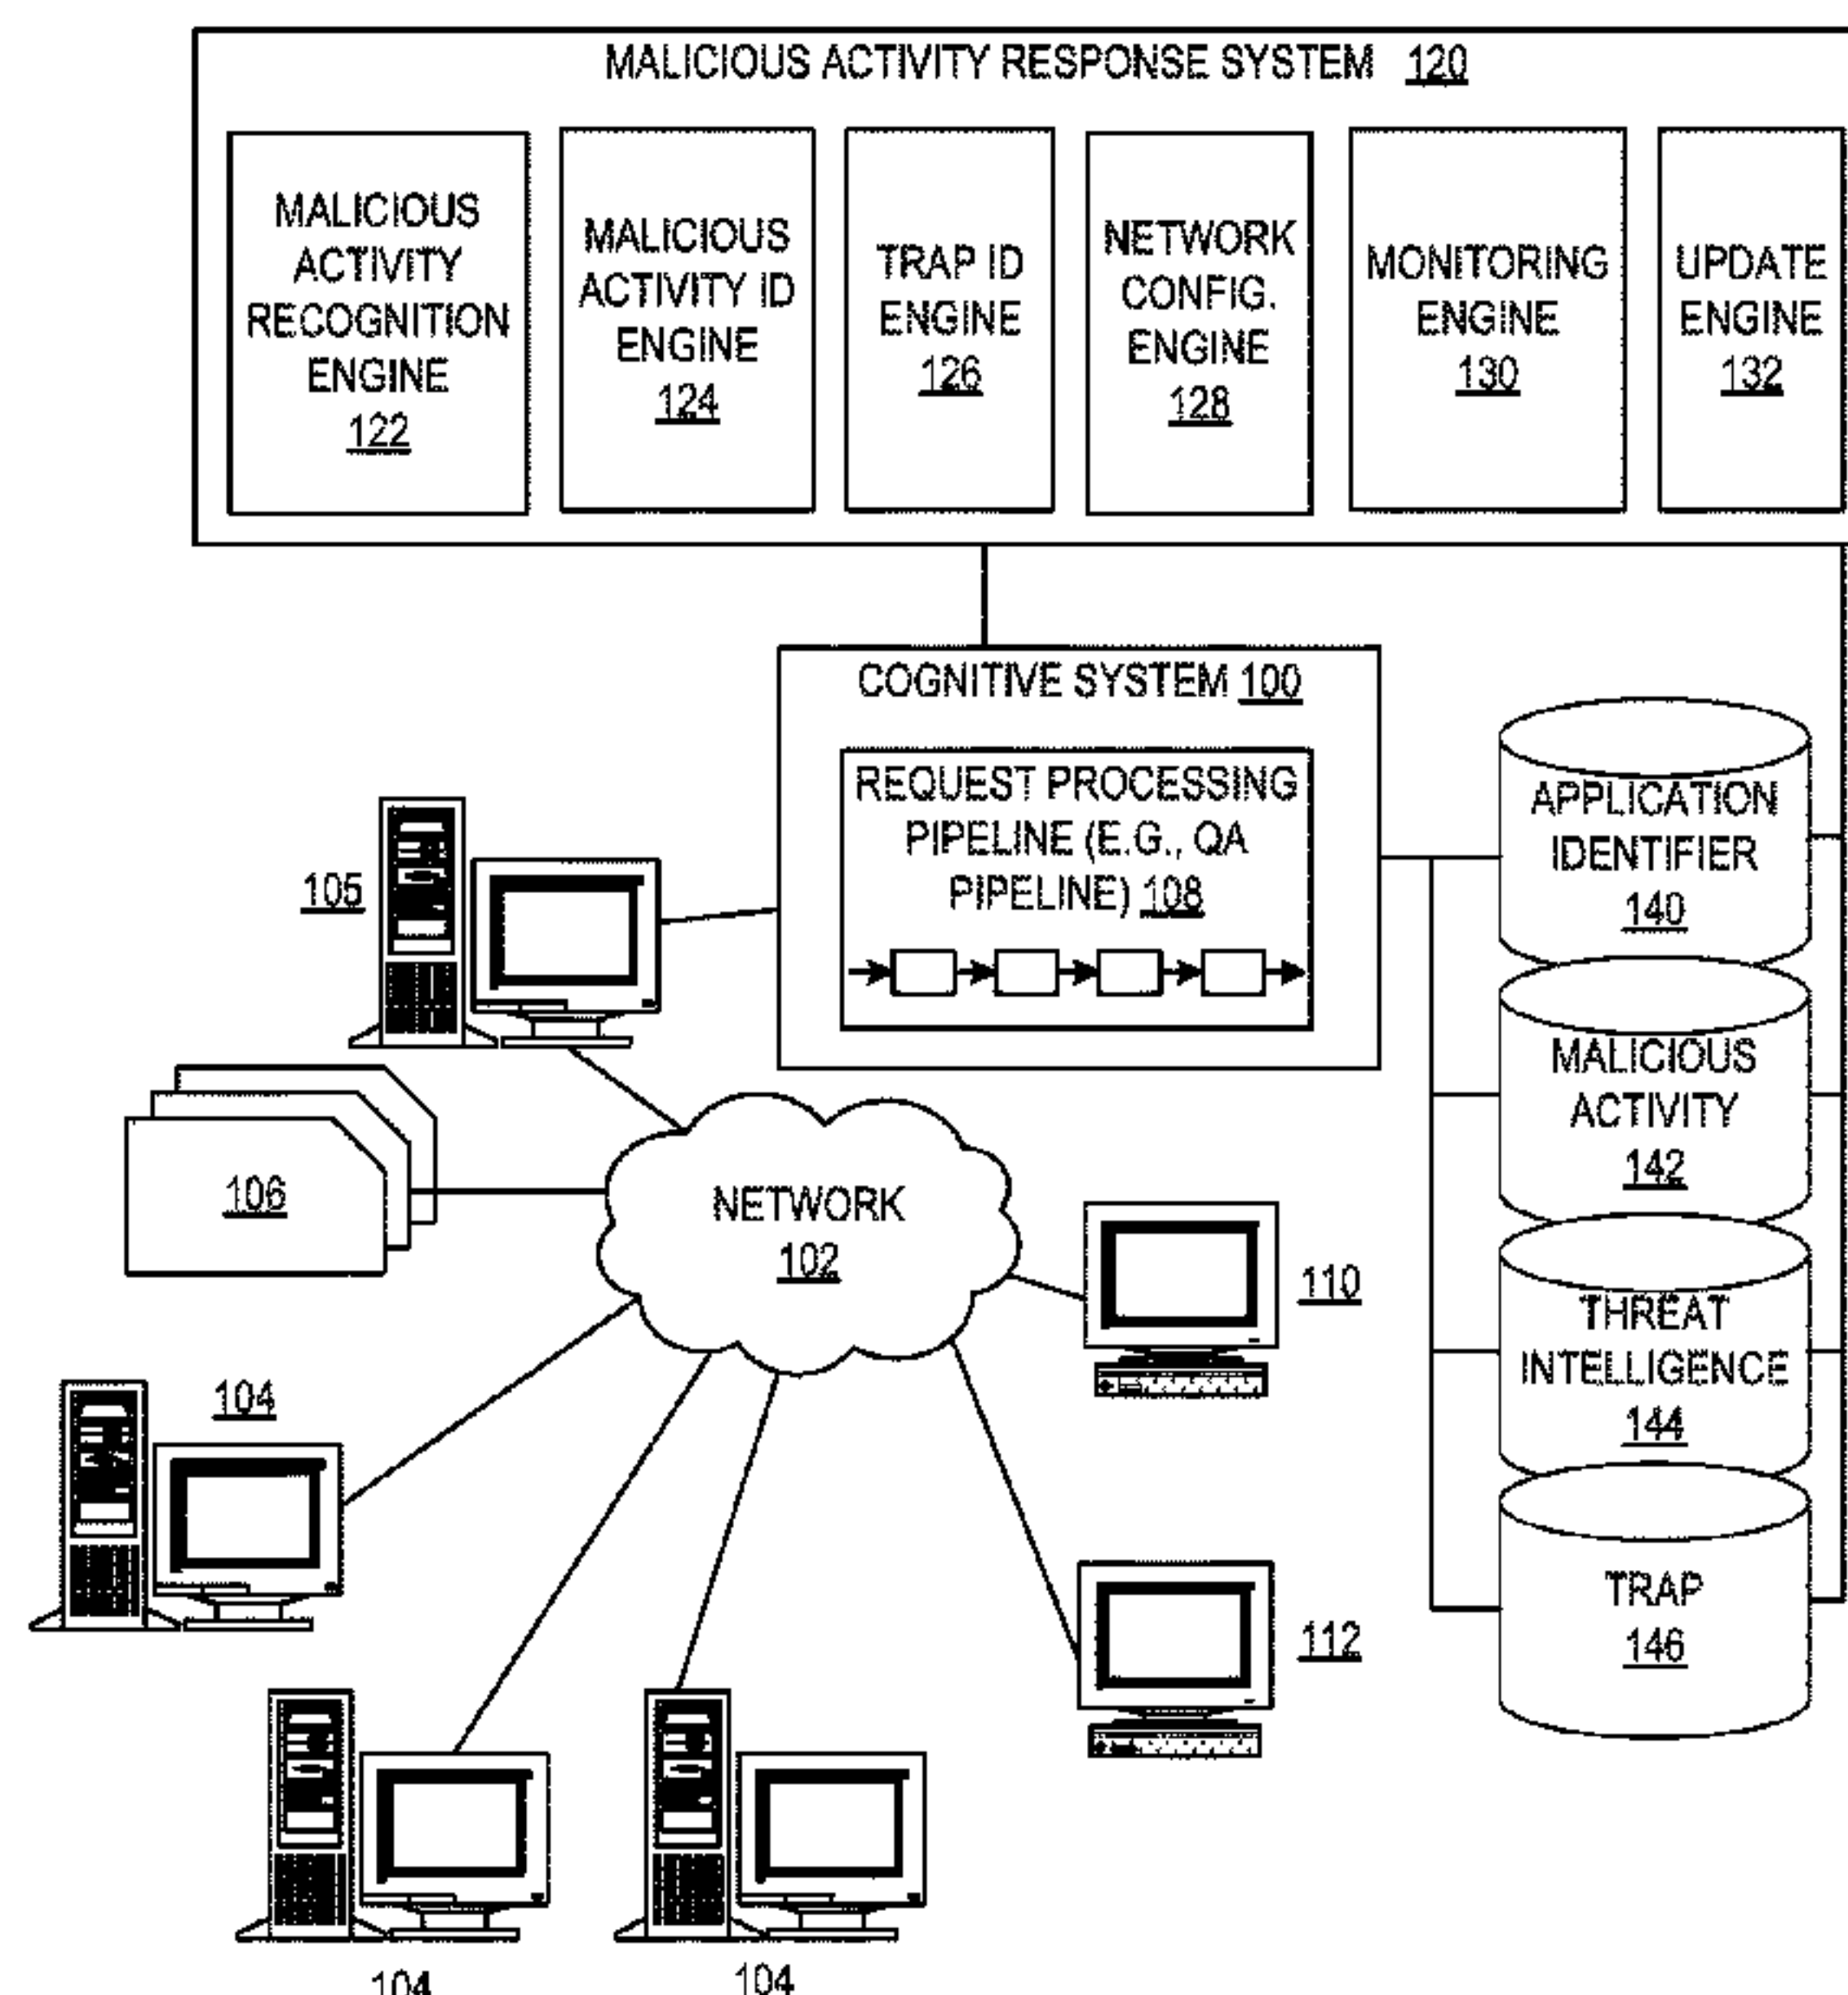 MALICIOUS ACTIVITY RESPONSE SYSTEM 120
MALICIOUS
ACTIVITY
RECOGNITION
ENGINE
122
MALICIOUS
ACTIVITY ID
ENGINE
124
TRAP ID
ENGINE
126
NETWORK
CONFIG.
ENGINE
128
MONITORING
ENGINE
130
UPDATE
ENGINE
132
COGNITIVE SYSTEM 100
REQUEST PROCESSING
PIPELINE (E.G., QA
PIPELINE) 108
APPLICATION
IDENTIFIER
140
MALICIOUS
ACTIVITY
142
THREAT
INTELLIGENCE
144
TRAP
146
105
106
NETWORK
102
110
104
112
104
104